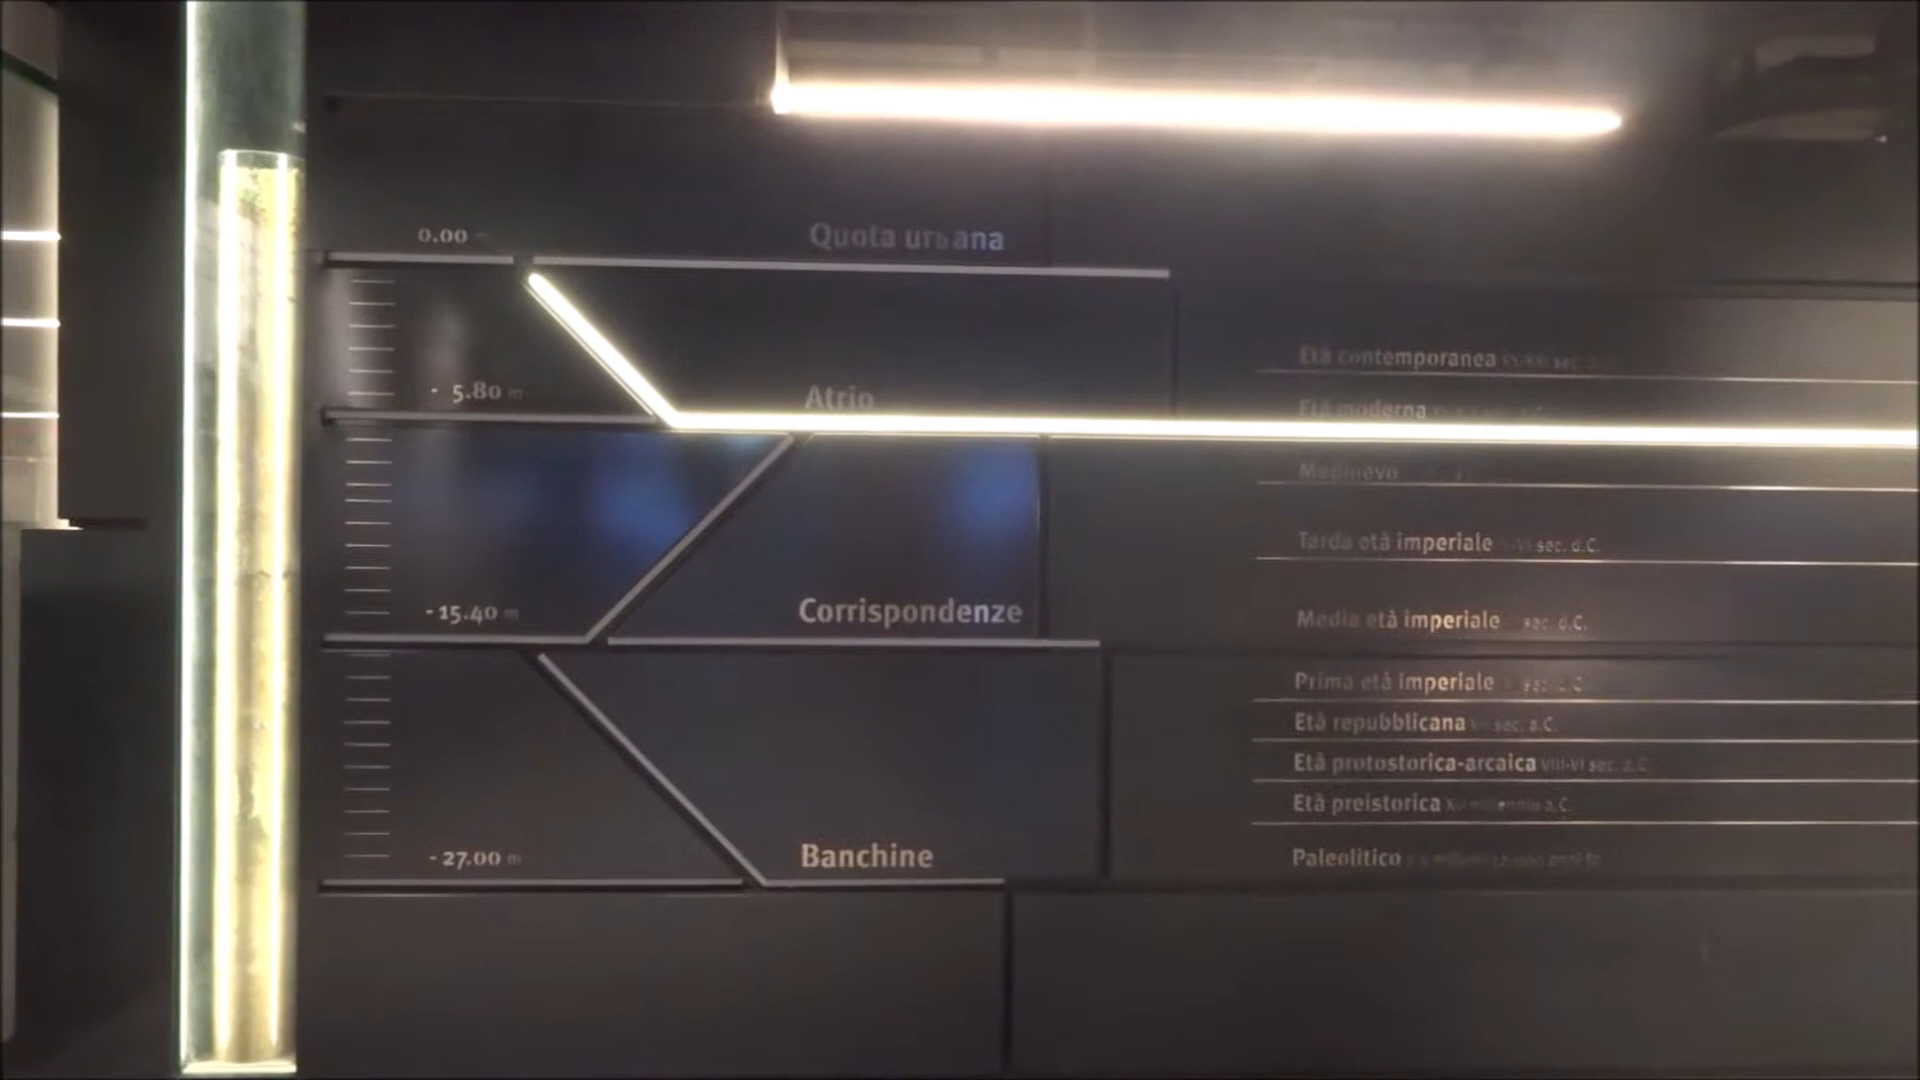 0.00
Quota urbana
- 5.80 m
Atrio
- 15.40 m
Corrispondenze
- 27.00 m
Banchine
Età contemporanea
Età moderna
Medioevo
Tarda età imperiale sec. d.C.
Media età imperiale sec. d.C.
Prima età imperiale
Età repubblicana sec. a.C.
Età protostorica-arcaica VIII-VI sec. a.C.
Età preistorica a.C.
Paleolitico